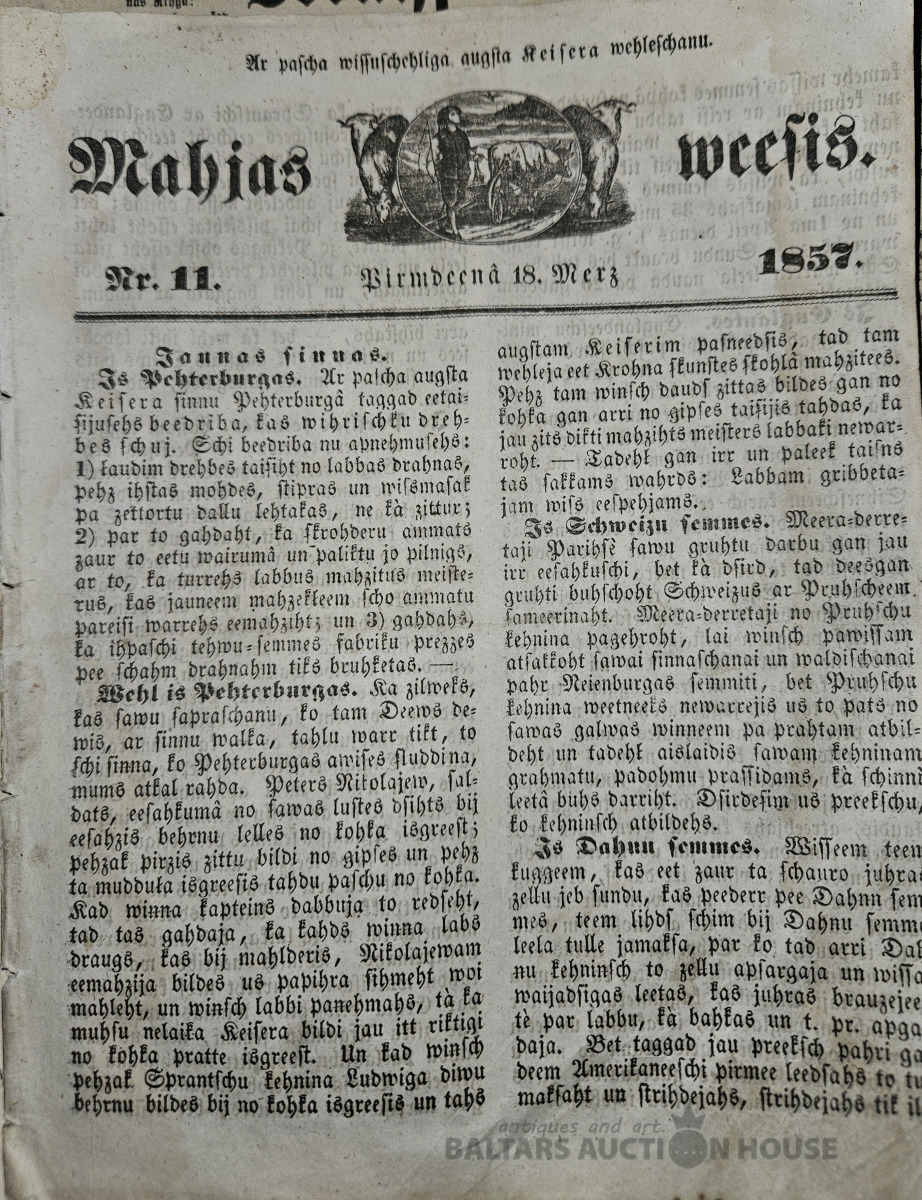 Ar pascha wissuschehliga augsta Keisera wehleschanu.
Mahjas weesis.
Nr. 11. Pirmdeenâ 18. Merz 1857.
Jaunas sinnas.
Is Pehterburgas. Ar pascha augsta
Keisera sinnu Pehterburgâ taggad eetai-
sijusehs beedriba, kas wihrischku dreh-
bes schuj. Schi beedriba nu apnehmusehs:
1) łaudim drehbes taisiht no labbas drahnas,
pehz ihstas mohdes, stipras un wissmasak
pa zettortu dallu lehtakas, ne kà zittur;
2) par to gahdaht, ka skrohderu ammats
zaur to eetu wairumâ un paliktu jo pilnigs,
ar to, ka turrehs labbus mahzitus meiste-
rus, kas jauneem mahzekleem scho ammatu
pareisi warrehs eemahziht; un 3) gahdahs,
ka ihpaschi tehwu-semmes fabriku prezzes
pee schahm drahnahm tiks bruhketas. —
Wehl is Pehterburgas. Ka zilweks,
kas sawu sapraschanu, ko tam Deews de-
wis, ar sinnu walka, tahlu warr tikt, to
schi sinna, ko Pehterburgas awises sluddina,
mums atkal rahda. Peters Nikolajew, sal-
dats, eesahkumâ no sawas lustes dsihts bij
eesahzis behrnu lelles no kohka isgreest;
pehzak pirzis zittu bildi no gipses un pehz
ta mudduła isgreesis tahdu paschu no kohka.
Kad winna kapteins dabbuja to redseht,
tad tas gahdaja, ka kahds winna labs
draugs, kas bij mahlderis, Nikolajewam
eemahzija bildes us papihra sihmeht woi
mahleht, un winsch labbi panehmahs, tà ka
muhsu nelaika Keisera bildi jau itt riktigi
no kohka pratte isgreest. Un kad winsch
pehzak Sprantschu kehnina Ludwiga diwu
behrnu bildes bij no kohka isgreesis un tahs
augstam Keiserim pasneedsis, tad tam
wehleja eet Krohna skunstes skohlâ mahzitees.
Pehz tam winsch dauds zittas bildes gan no
kohka gan arri no gipses taisijis tahdas, ka
jau zits dikti mahzihts meisters labbaki newar-
roht. — Tadehł gan irr un paleek taisns
tas sakkams wahrds: Labbam gribbeta-
jam wiss eespehjams.
Is Schweizu semmes. Meera-derre-
taji Parihsê sawu gruhtu darbu gan jau
irr eesahkuschi, bet kà dsird, tad deesgan
gruhti buhschoht Schweizus ar Pruhscheem
sameerinaht. Meera-derretaji no Pruhschu
kehnina pagehroht, lai winsch pawissam
atsakkoht sawai sinnaschanai un waldischanai
pahr Neienburgas semmiti, bet Pruhschu
kehnina weetneeks newarrejis us to pats no
sawas galwas winneem pa prahtam atbil-
deht un tadehł aislaidis sawam kehninam
grahmatu, padohmu prassidams, kà schinnî
leetâ buhs darriht. Dsirdesim us preekschu,
ko kehninsch atbildehs.
Is Dahnu semmes. Wisseem teem
kuggeem, kas eet zaur ta schauro juhras
zellu jeb sundu, kas peederr pee Dahnu sem-
mes, teem lihds schim bij Dahnu semmê
leela tulle jamaksa, par ko tad arri Dah-
nu kehninsch to zellu apsargaja un wissas
waijadsigas leetas, kas juhras brauzejee
tê par labbu, kà bahkas un t. pr. apga
daja. Bet taggad jau preeksch pahri ga
deem Amerikaneeschi pirmee leedsahs to tu
maksaht un strihdejahs, strihdejahs tik il
antiques and art.
BALTARS AUCTION HOUSE